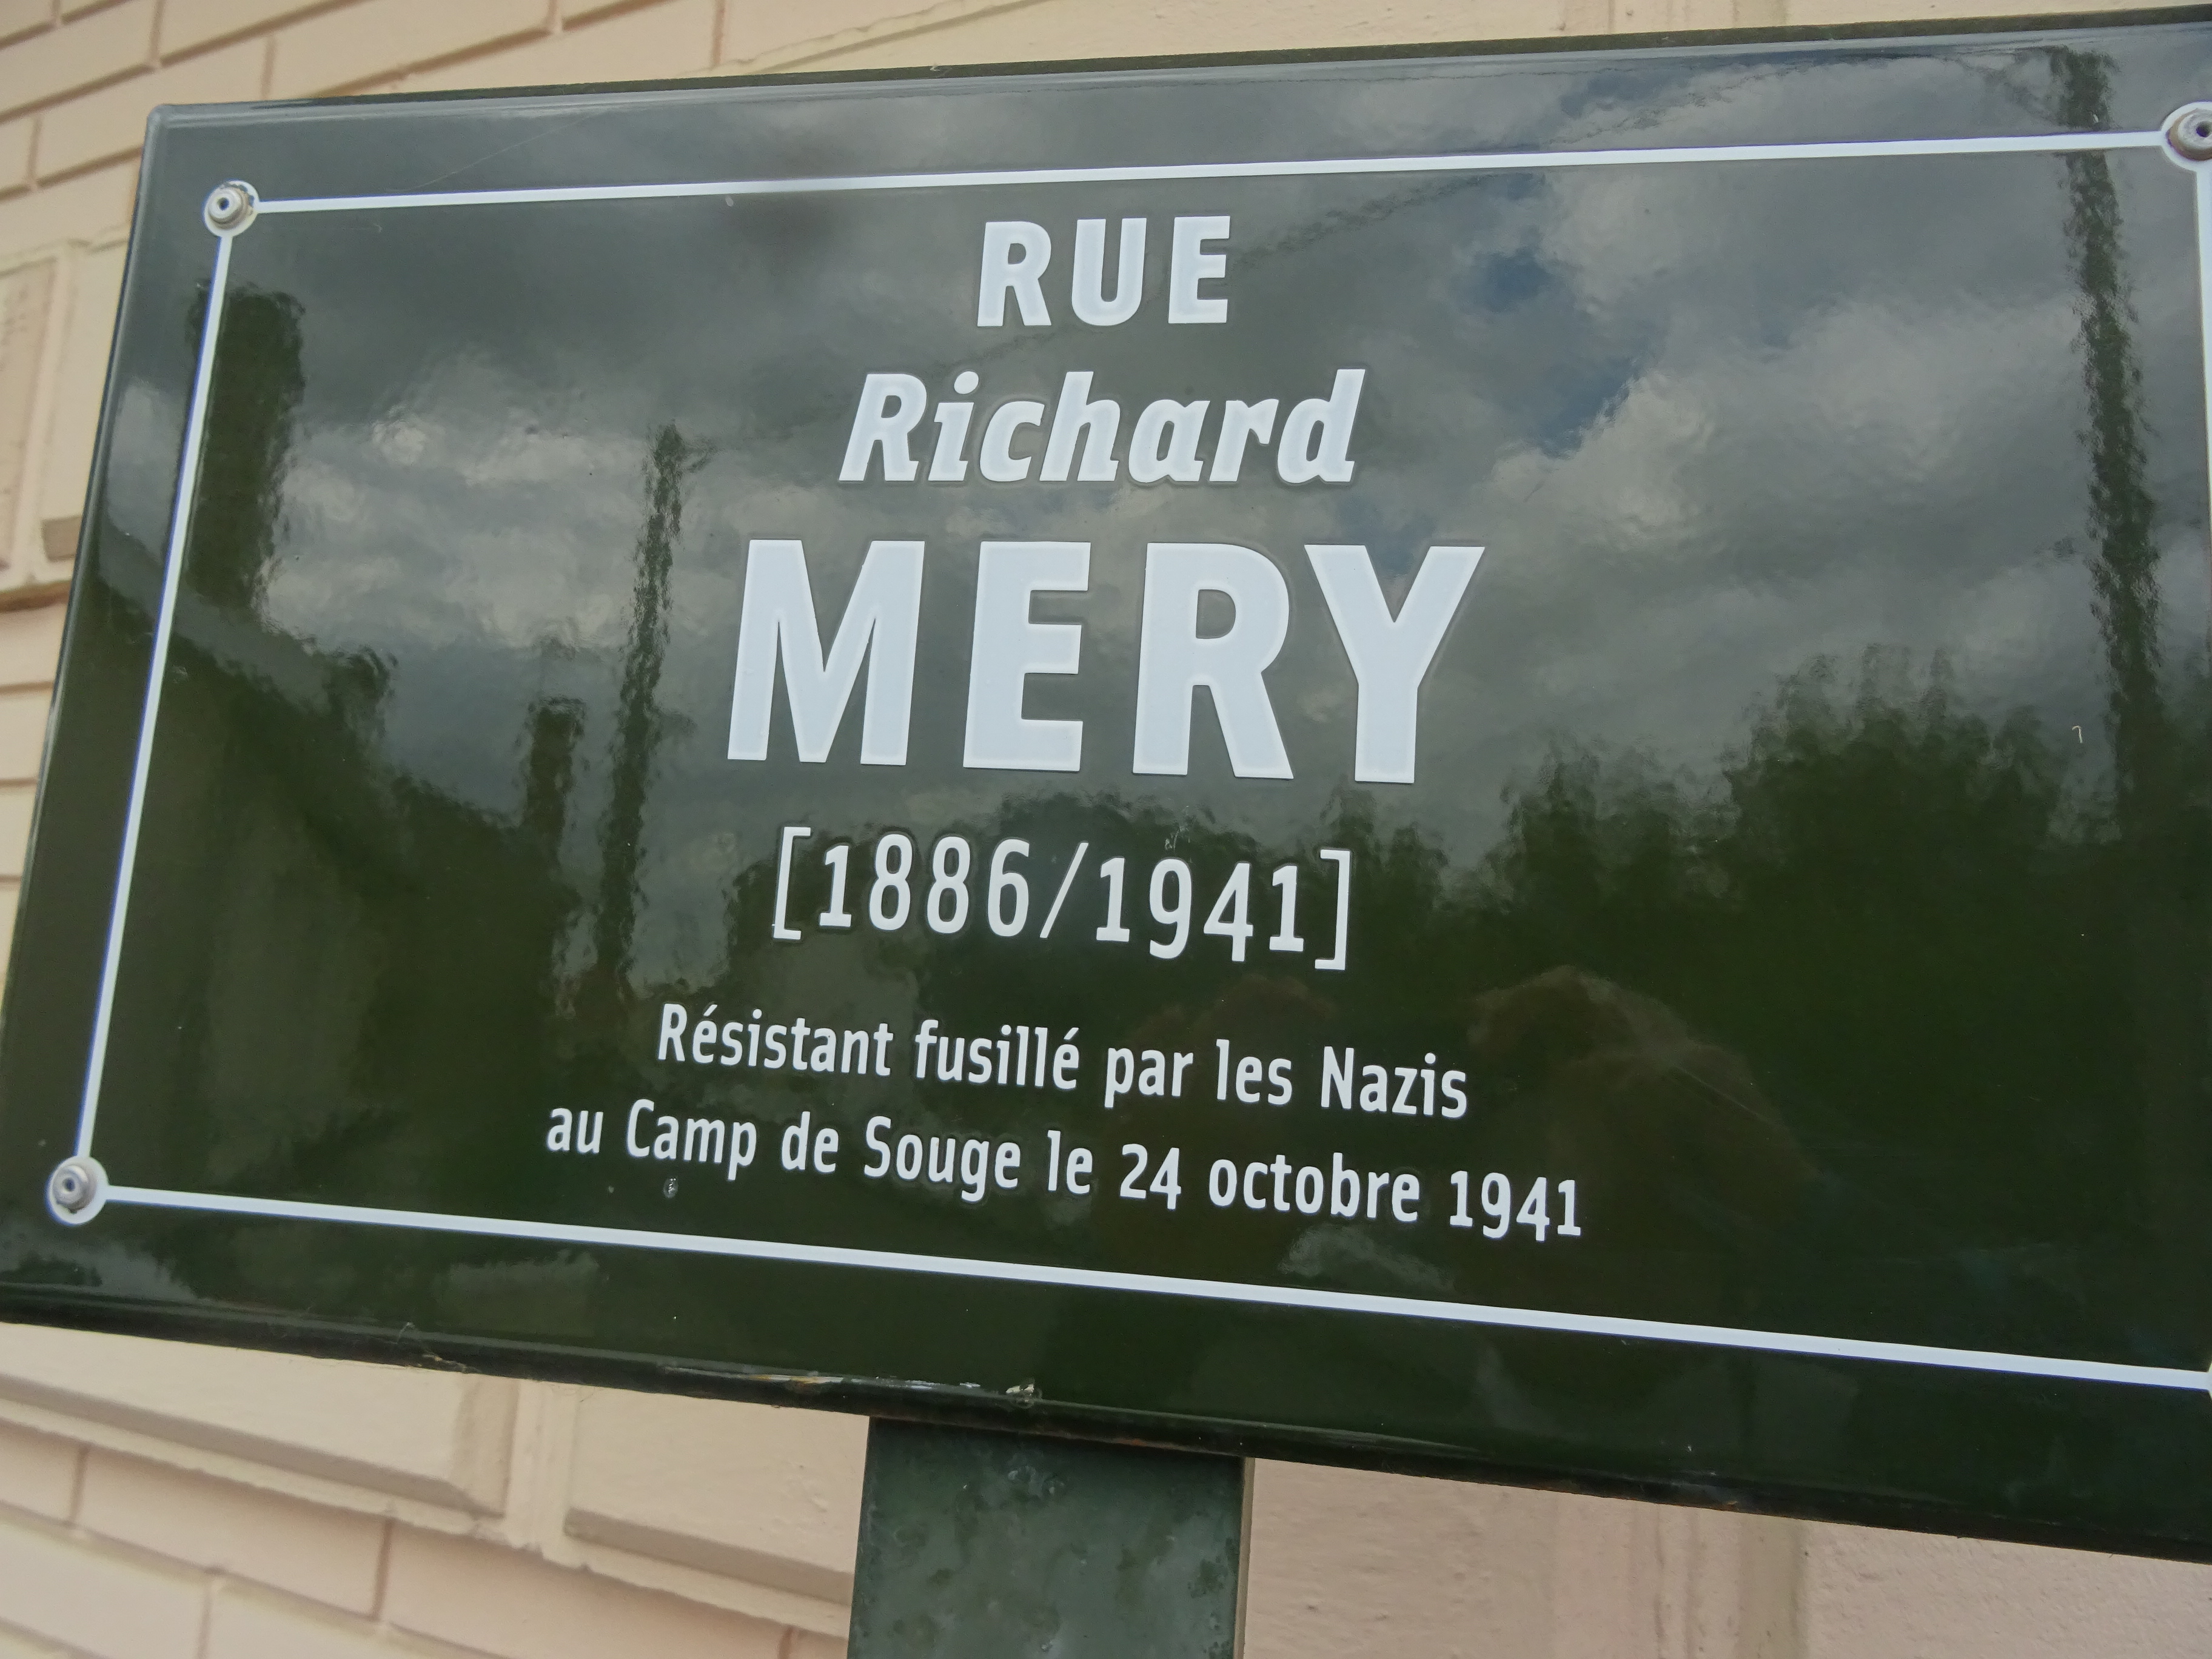 RUE
Richard
MERY
[1886/1941]
Résistant fusillé par les Nazis
au Camp de Souge le 24 octobre 1941